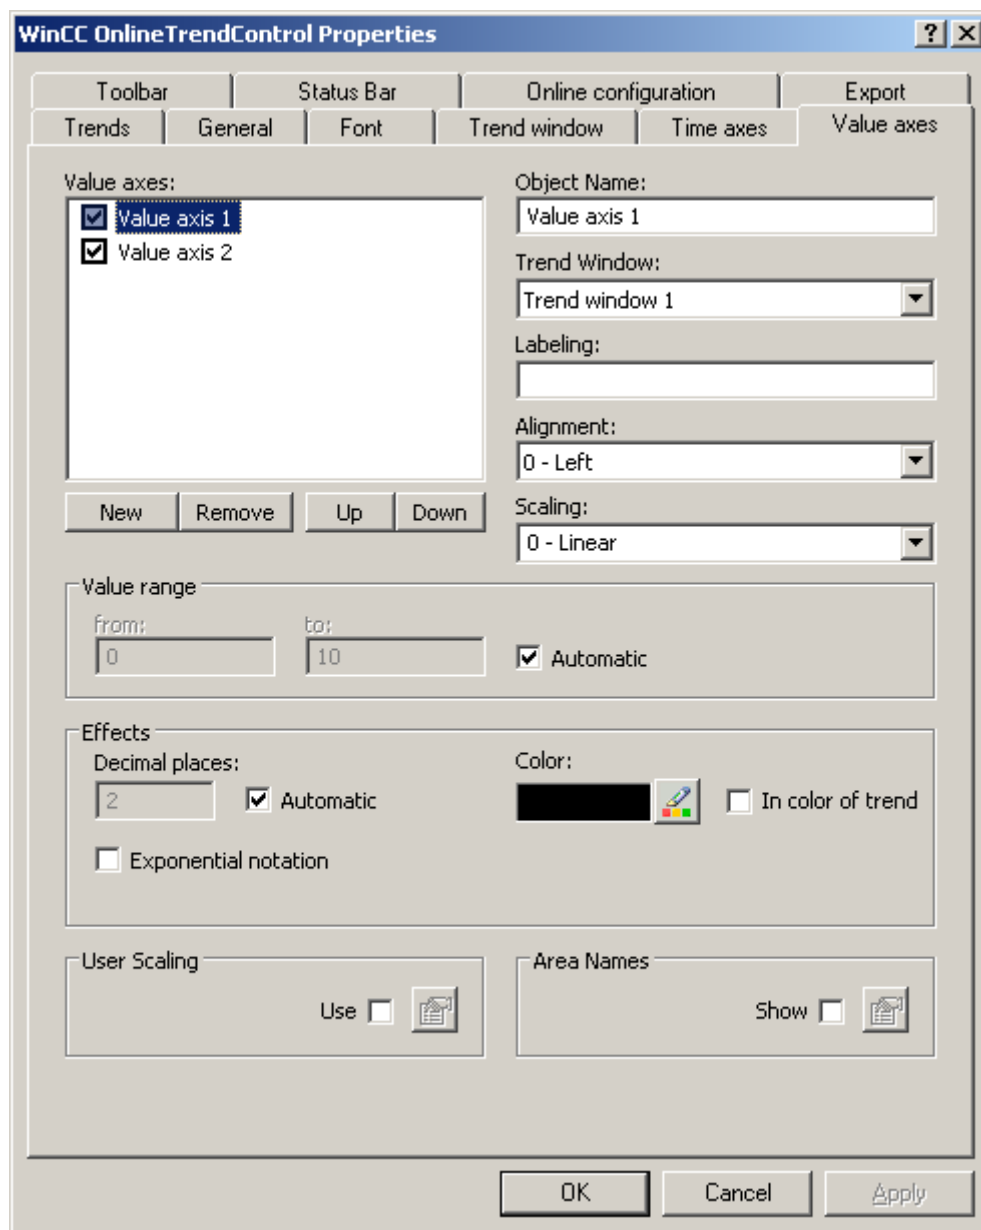 WinCC OnlineTrendControl Properties
Toolbar Status Bar Online configuration Export
Trends General Font Trend window Time axes Value axes
Value axes:
Value axis 1
Value axis 2
New Remove Up Down
Object Name:
Value axis 1
Trend Window:
Trend window 1
Labeling:
Alignment:
0 - Left
Scaling:
0 - Linear
Value range
from: to:
0 10 Automatic
Effects
Decimal places: Color:
2 Automatic In color of trend
Exponential notation
User Scaling
Use
Area Names
Show
OK Cancel Apply